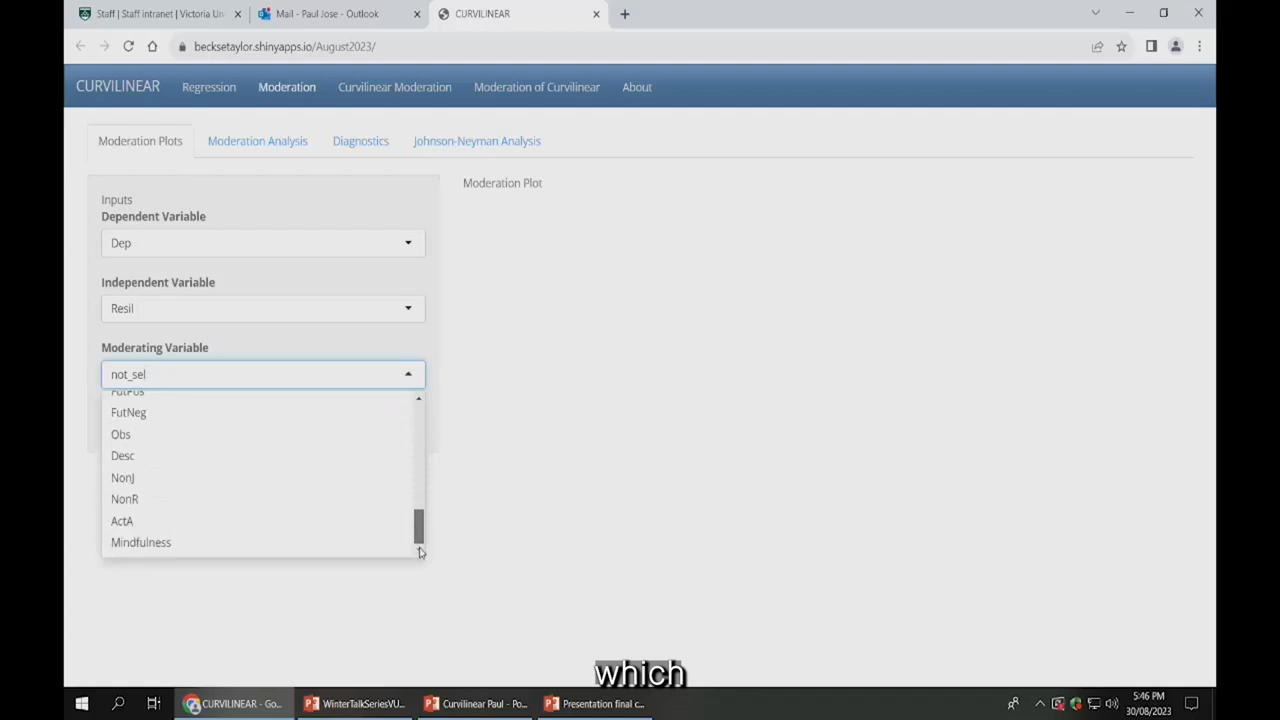 Staff | Staff intranet | Victoria Un
Mail - Paul Jose - Outlook
CURVILINEAR
becksetaylor.shinyapps.io/August2023/
CURVILINEAR
Regression
Moderation
Curvilinear Moderation
Moderation of Curvilinear
About
Moderation Plots
Moderation Analysis
Diagnostics
Johnson-Neyman Analysis
Inputs
Dependent Variable
Dep
Independent Variable
Resil
Moderating Variable
not_sel
FutPos
FutNeg
Obs
Desc
NonJ
NonR
ActA
Mindfulness
Moderation Plot
which
CURVILINEAR - Go...
WinterTalkSeriesVU...
Curvilinear Paul - Po...
Presentation final c...
5:46 PM
30/08/2023